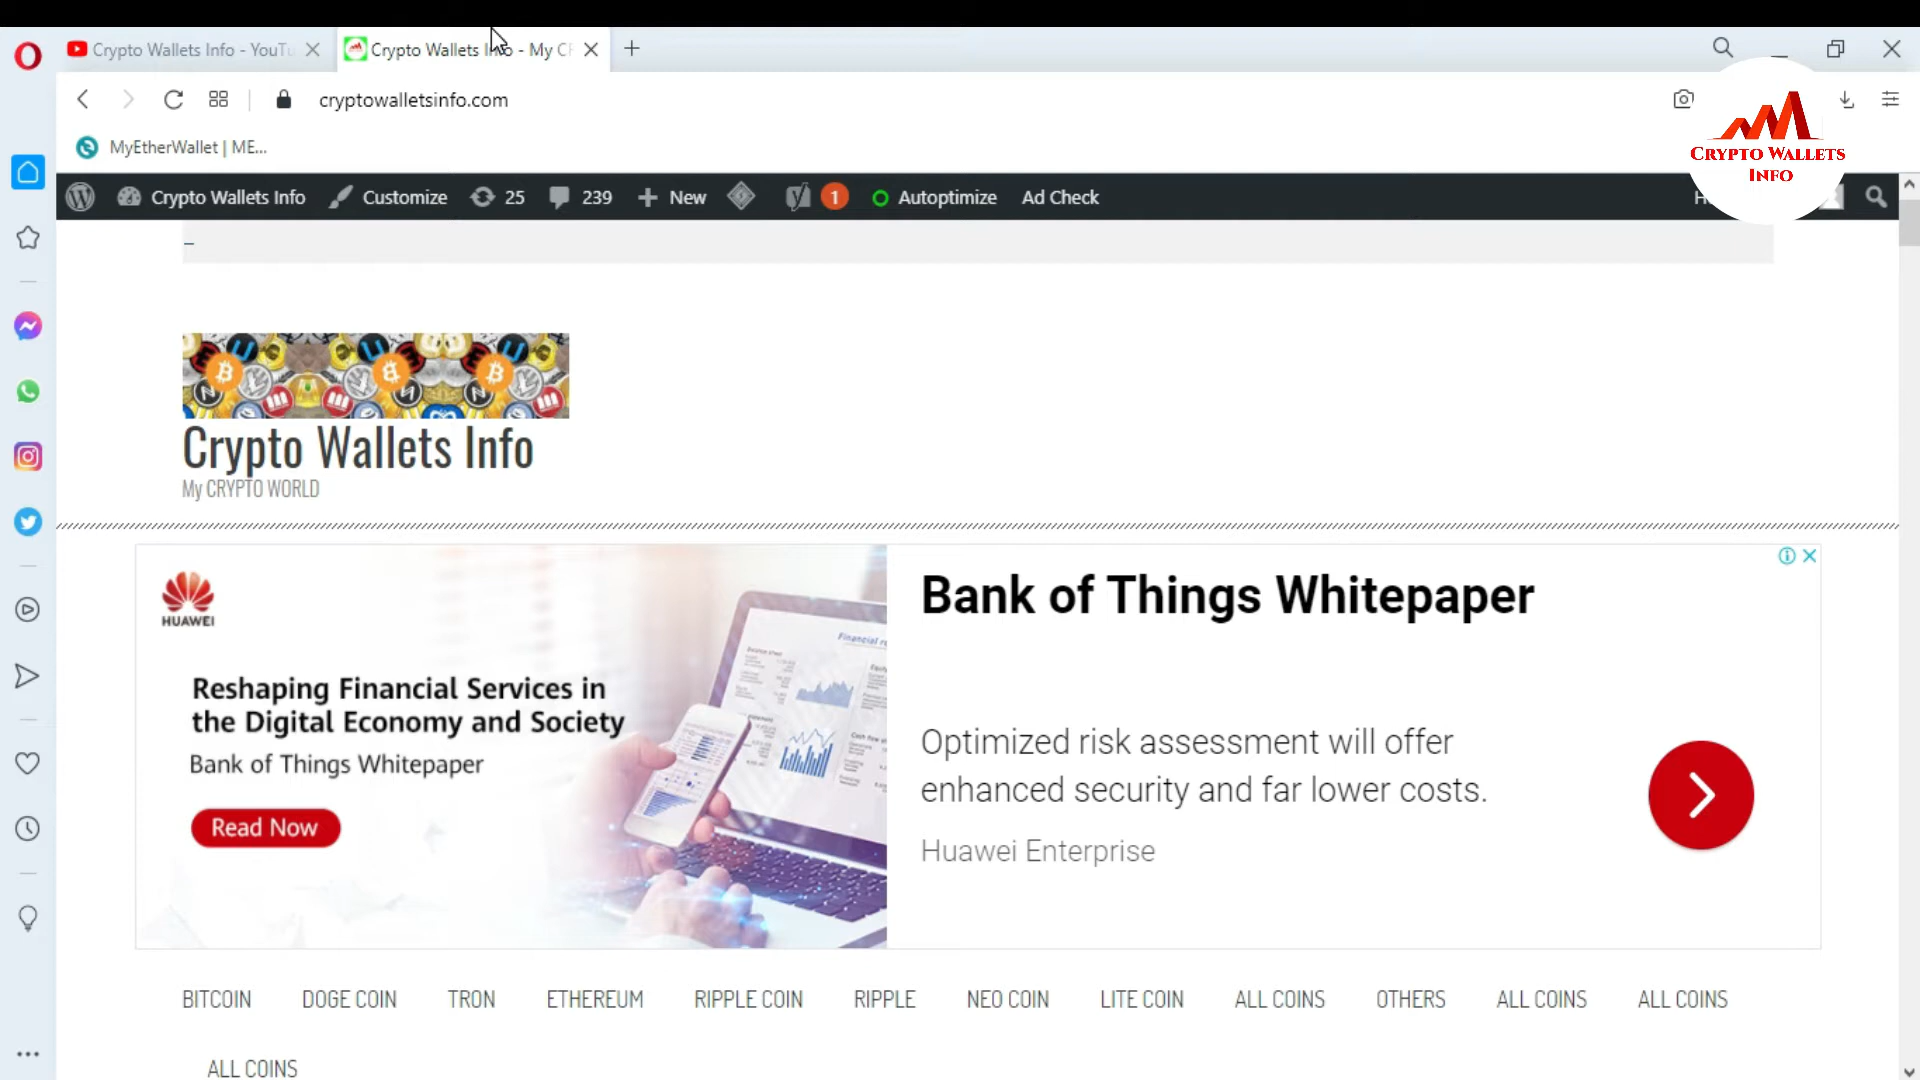 Crypto Wallets Info - YouTu
Crypto Wallets Info - My C
cryptowalletsinfo.com
MyEtherWallet | ME...
CRYPTO WALLETS
INFO
Crypto Wallets Info
Customize
25
239
New
1
Autoptimize
Ad Check
H
–
Crypto Wallets Info
My CRYPTO WORLD
HUAWEI
Reshaping Financial Services in
the Digital Economy and Society
Bank of Things Whitepaper
Read Now
Bank of Things Whitepaper
Optimized risk assessment will offer
enhanced security and far lower costs.
Huawei Enterprise
BITCOIN DOGE COIN TRON ETHEREUM RIPPLE COIN RIPPLE NEO COIN LITE COIN ALL COINS OTHERS ALL COINS ALL COINS
ALL COINS